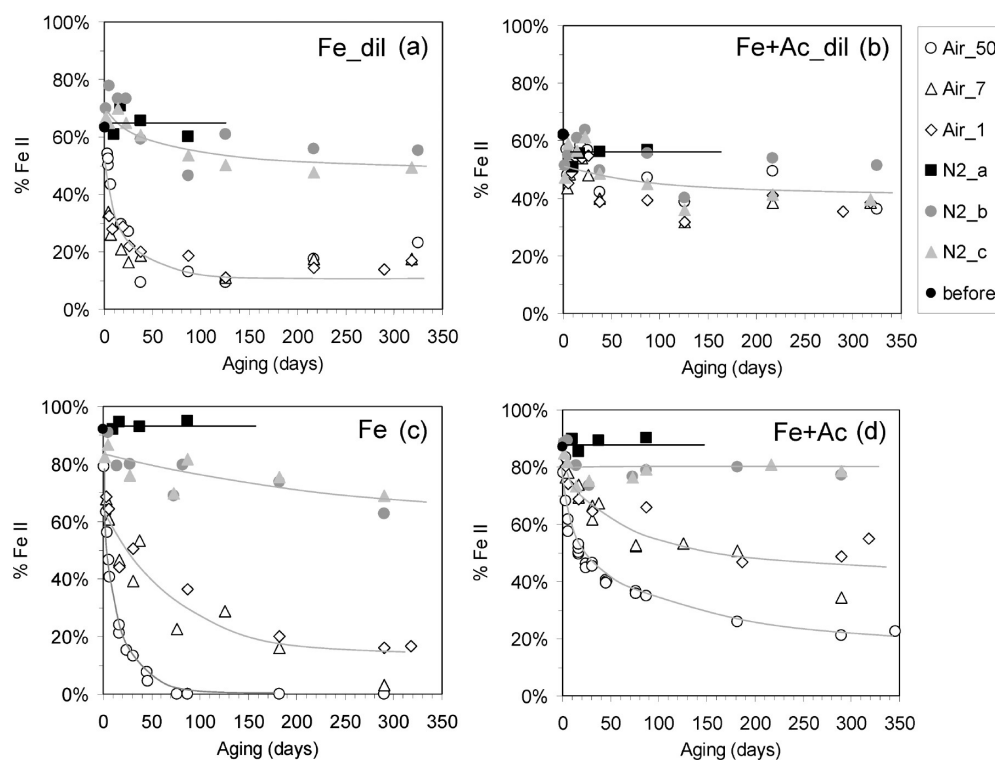 Fe_dil (a)
100%
80%
60%
40%
20%
0%
% Fe II
0 50 100 150 200 250 300 350
Aging (days)
Fe+Ac_dil (b)
100%
80%
60%
40%
20%
0%
% Fe II
0 50 100 150 200 250 300 350
Aging (days)
Air_50
Air_7
Air_1
N2_a
N2_b
N2_c
before
Fe (c)
100%
80%
60%
40%
20%
0%
% Fe II
0 50 100 150 200 250 300 350
Aging (days)
Fe+Ac (d)
100%
80%
60%
40%
20%
0%
% Fe II
0 50 100 150 200 250 300 350
Aging (days)